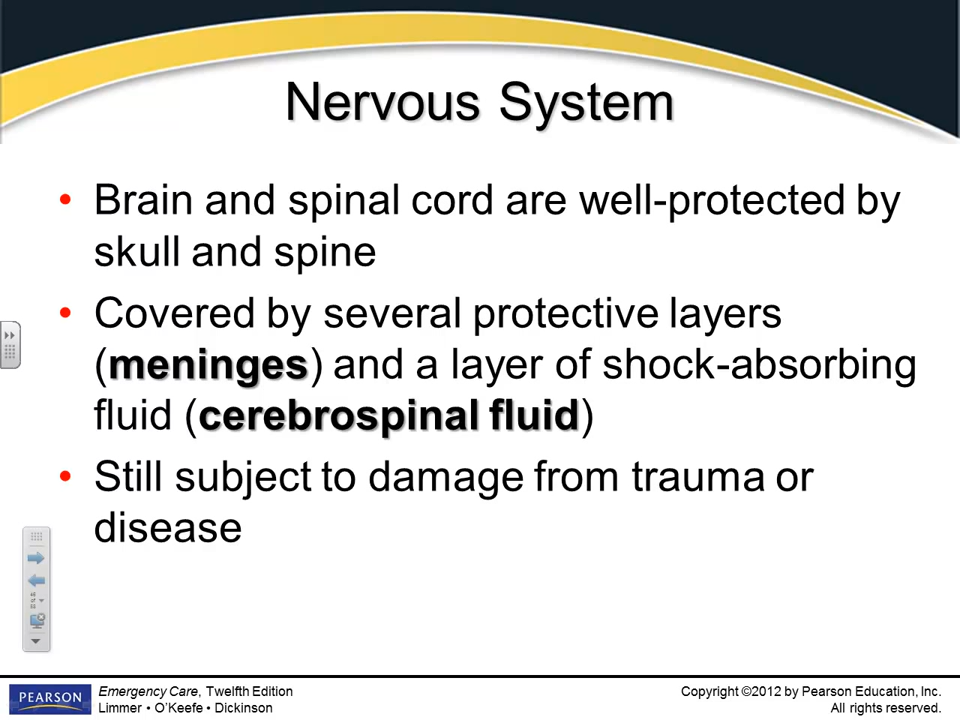 Nervous System
• Brain and spinal cord are well-protected by
skull and spine
• Covered by several protective layers
(meninges) and a layer of shock-absorbing
fluid (cerebrospinal fluid)
• Still subject to damage from trauma or
disease
PEARSON
Emergency Care, Twelfth Edition
Limmer • O’Keefe • Dickinson
Copyright ©2012 by Pearson Education, Inc.
All rights reserved.